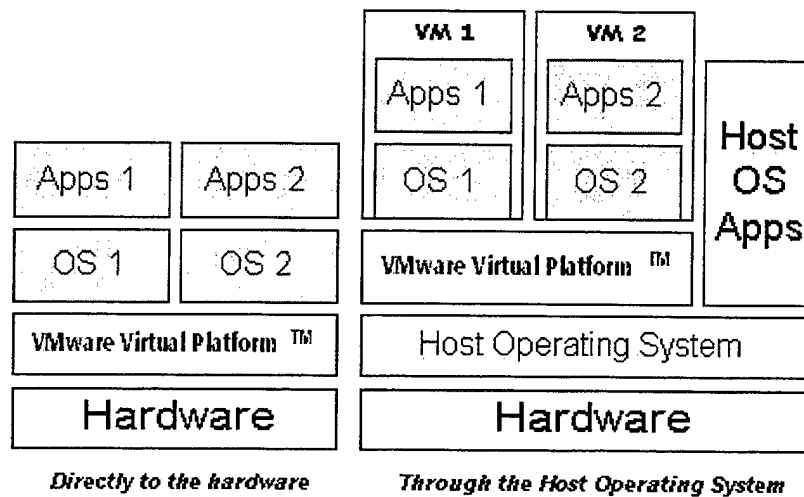 Apps 1
Apps 2
OS 1
OS 2
VMware Virtual Platform ™
Hardware
Directly to the hardware
VM 1
VM 2
Apps 1
Apps 2
OS 1
OS 2
Host
OS
Apps
VMware Virtual Platform ™
Host Operating System
Hardware
Through the Host Operating System